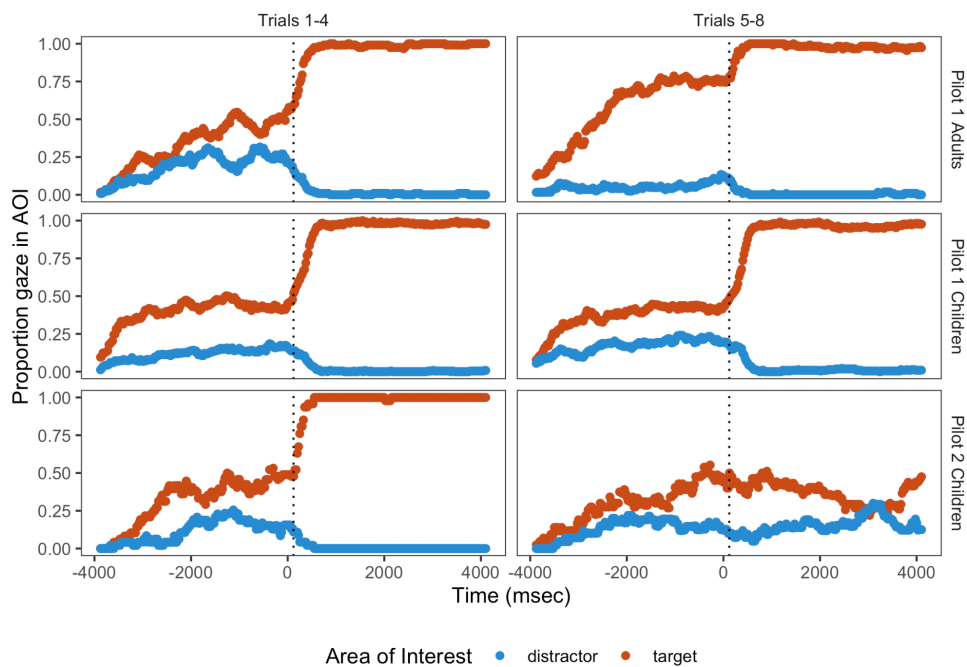 Trials 1-4 Trials 5-8
1.00
0.75
0.50
0.25
0.00
Pilot 1 Adults
1.00
0.75
0.50
0.25
0.00
Pilot 1 Children
1.00
0.75
0.50
0.25
0.00
Pilot 2 Children
Proportion gaze in AOI
-4000 -2000 0 2000 4000 -4000 -2000 0 2000 4000
Time (msec)
Area of Interest distractor target